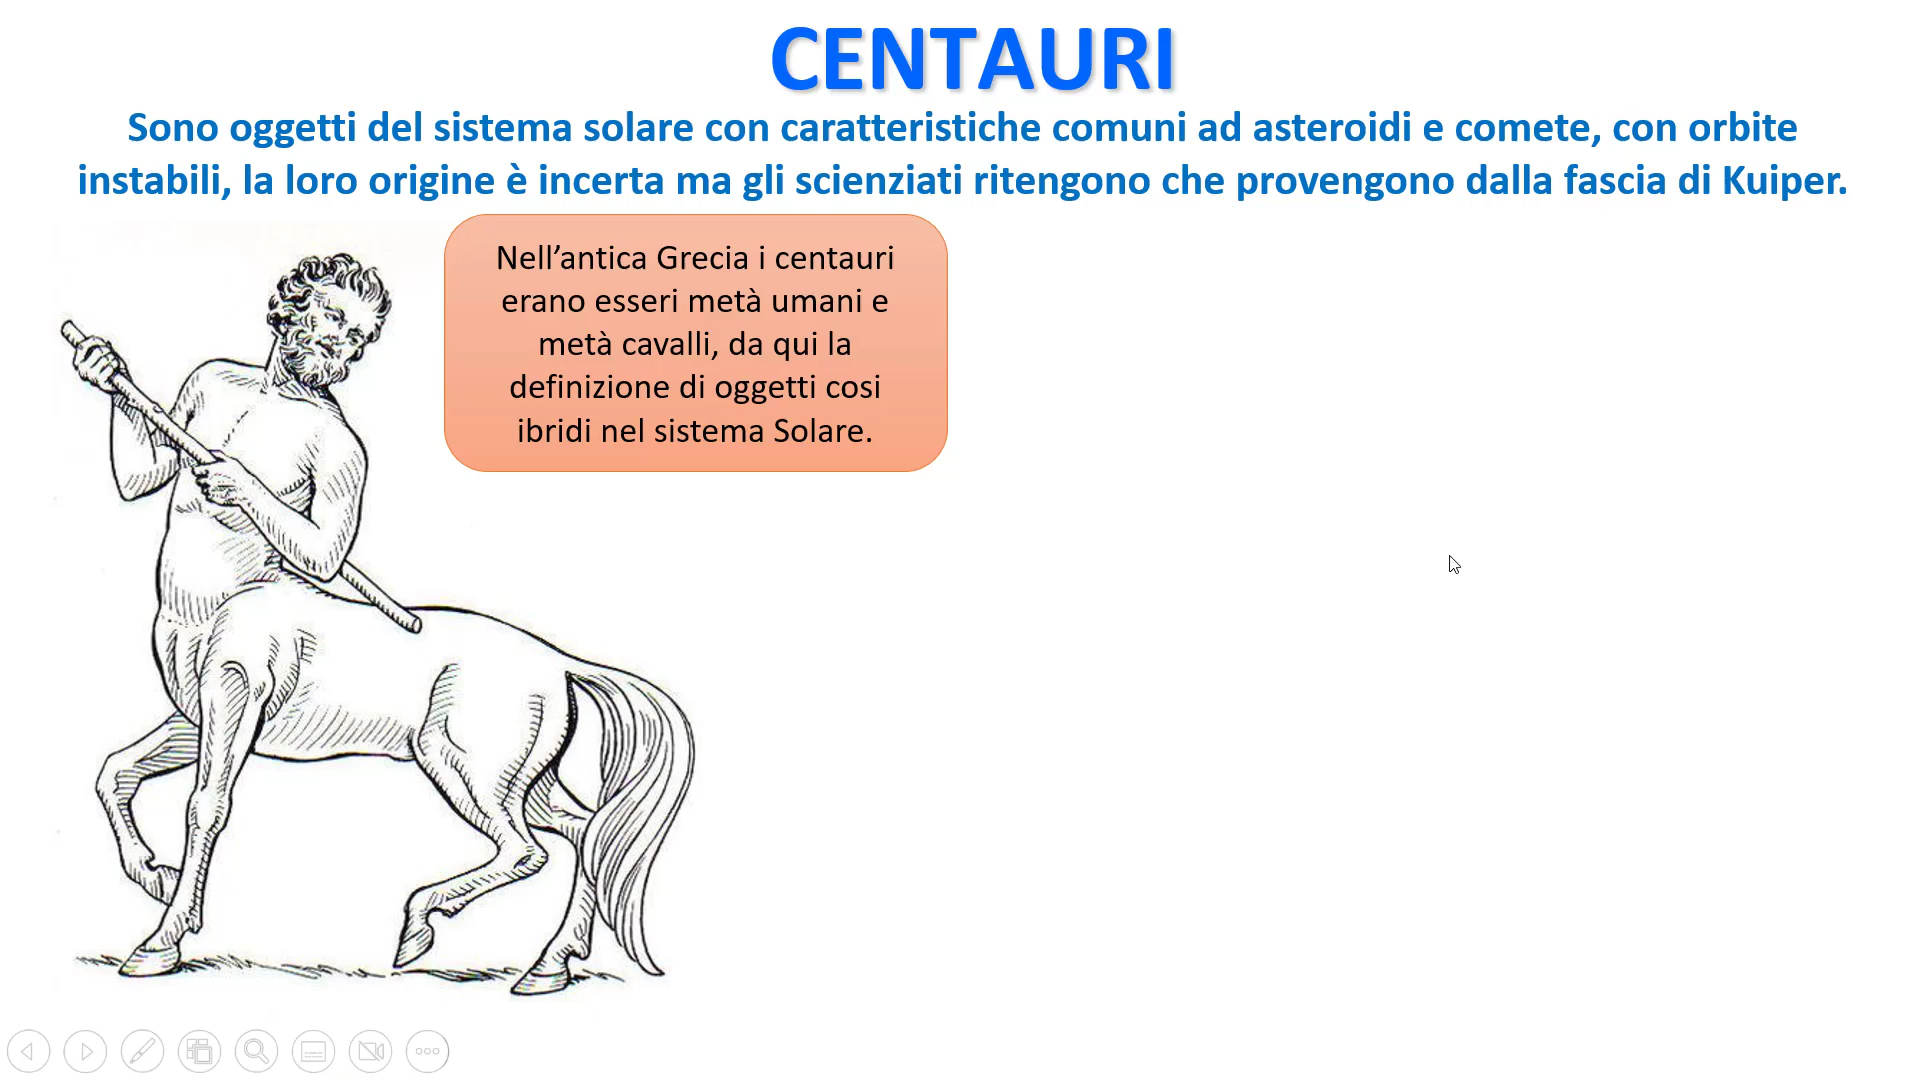 CENTAURI
Sono oggetti del sistema solare con caratteristiche comuni ad asteroidi e comete, con orbite
instabili, la loro origine è incerta ma gli scienziati ritengono che provengono dalla fascia di Kuiper.
Nell’antica Grecia i centauri
erano esseri metà umani e
metà cavalli, da qui la
definizione di oggetti cosi
ibridi nel sistema Solare.